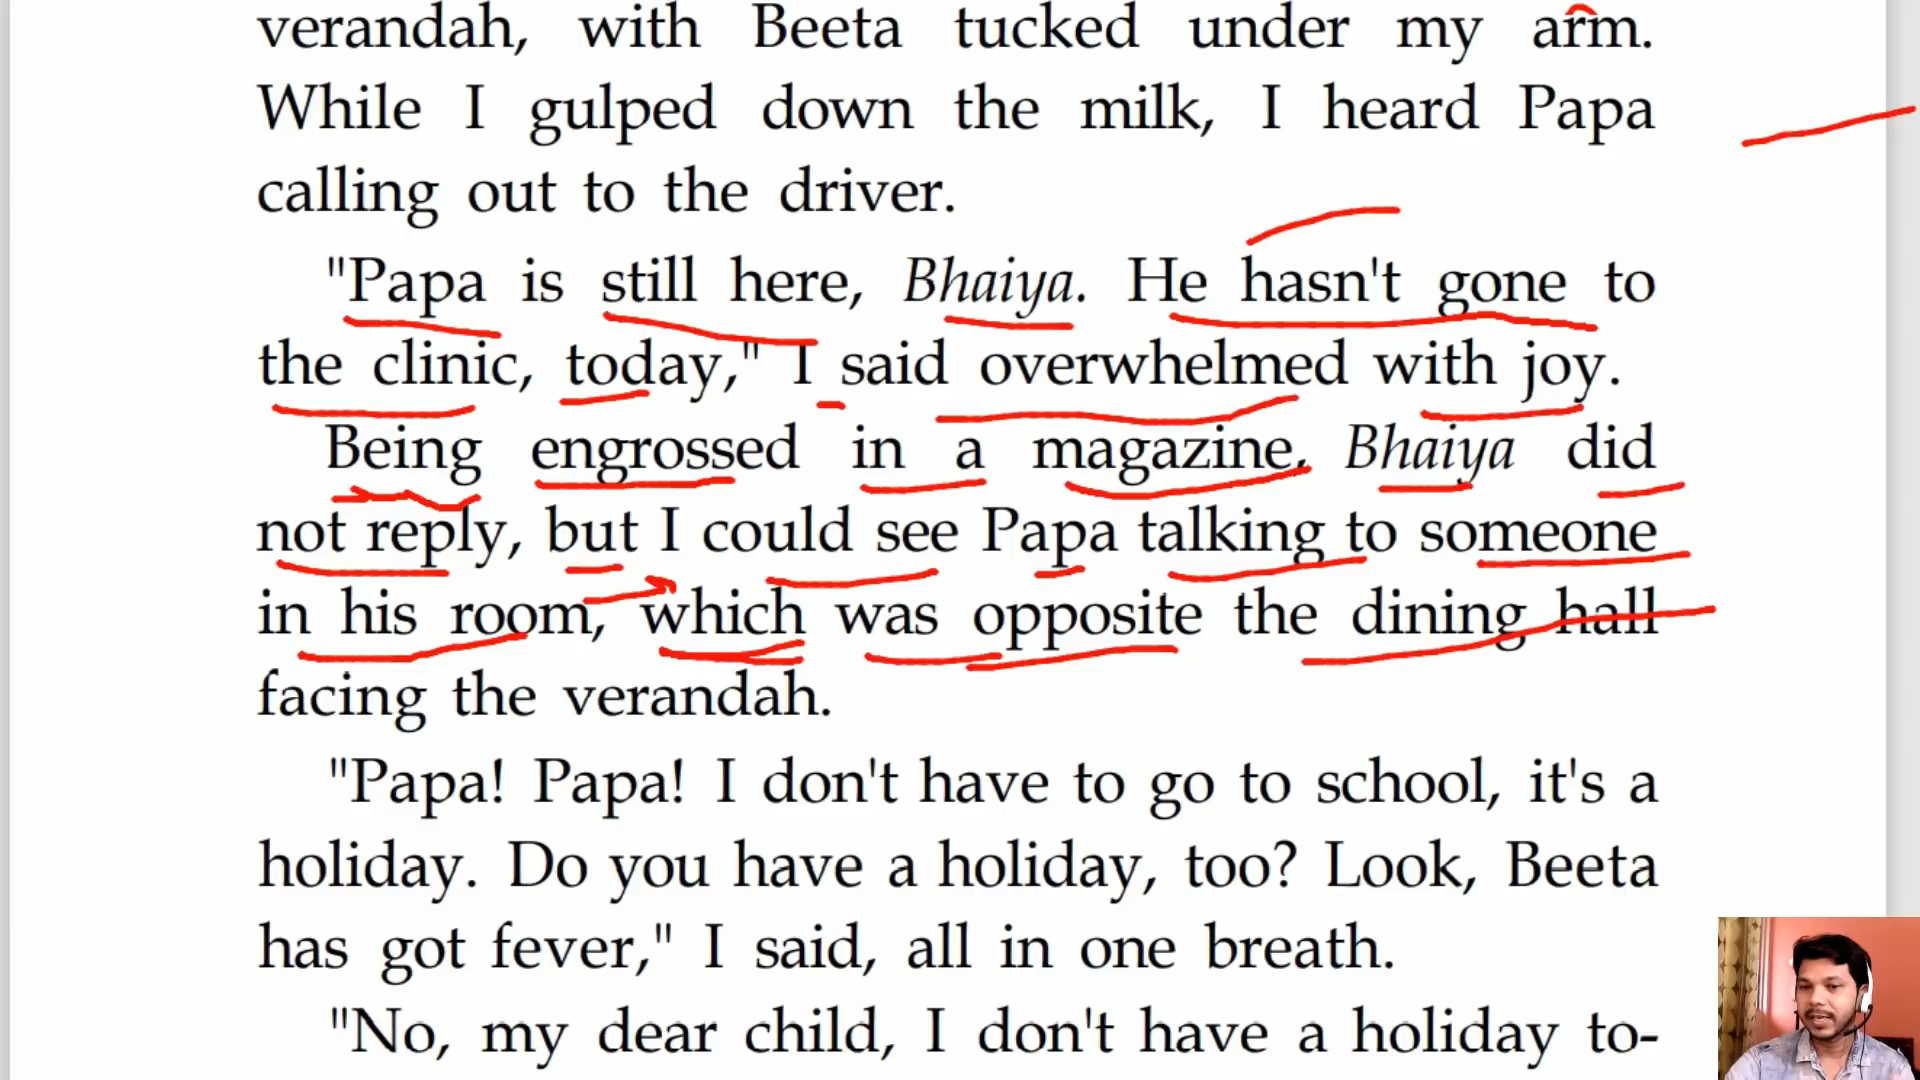 verandah, with Beeta tucked under my arm.
While I gulped down the milk, I heard Papa
calling out to the driver.
"Papa is still here, Bhaiya. He hasn't gone to
the clinic, today," I said overwhelmed with joy.
Being engrossed in a magazine, Bhaiya did
not reply, but I could see Papa talking to someone
in his room, which was opposite the dining hall
facing the verandah.
"Papa! Papa! I don't have to go to school, it's a
holiday. Do you have a holiday, too? Look, Beeta
has got fever," I said, all in one breath.
"No, my dear child, I don't have a holiday to-